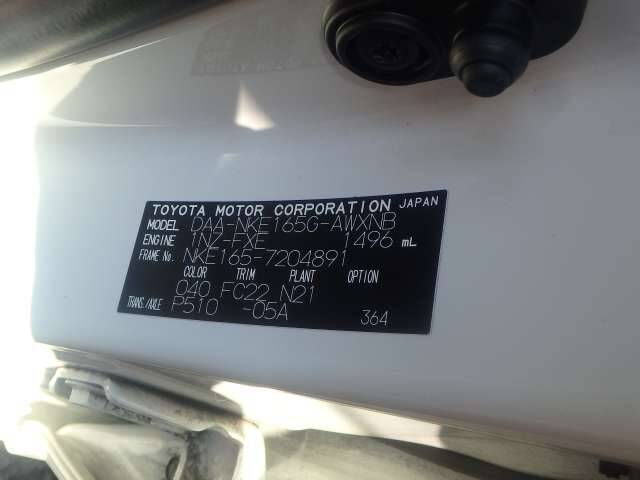 TOYOTA MOTOR CORPORATION JAPAN
MODEL DAA-NKE165G-AWXNB
ENGINE 1NZ-FXE 1496 mL
FRAME No. NKE165-7204891
COLOR TRIM PLANT OPTION
040 FC22 N21
TRANS./AXLE P510 -05A 364